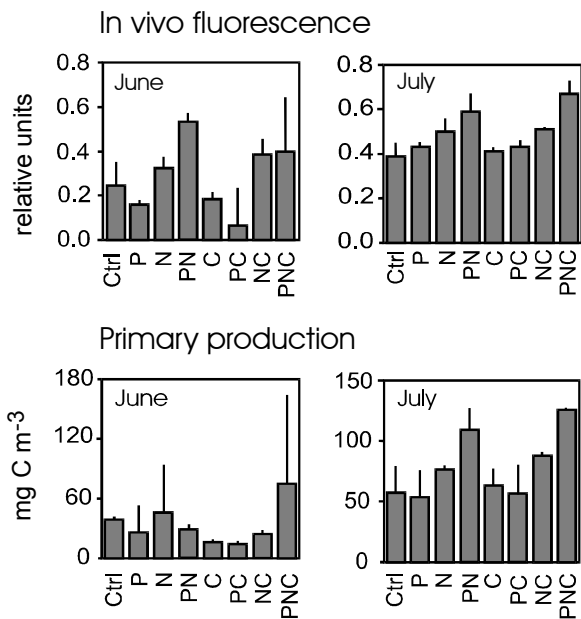 In vivo fluorescence
relative units
0.8
0.6
0.4
0.2
0.0
June
Ctrl
P
N
PN
C
PC
NC
PNC
0.8
0.6
0.4
0.2
0.0
July
Ctrl
P
N
PN
C
PC
NC
PNC
Primary production
mg C m-3
180
120
60
0
June
Ctrl
P
N
PN
C
PC
NC
PNC
150
100
50
0
July
Ctrl
P
N
PN
C
PC
NC
PNC